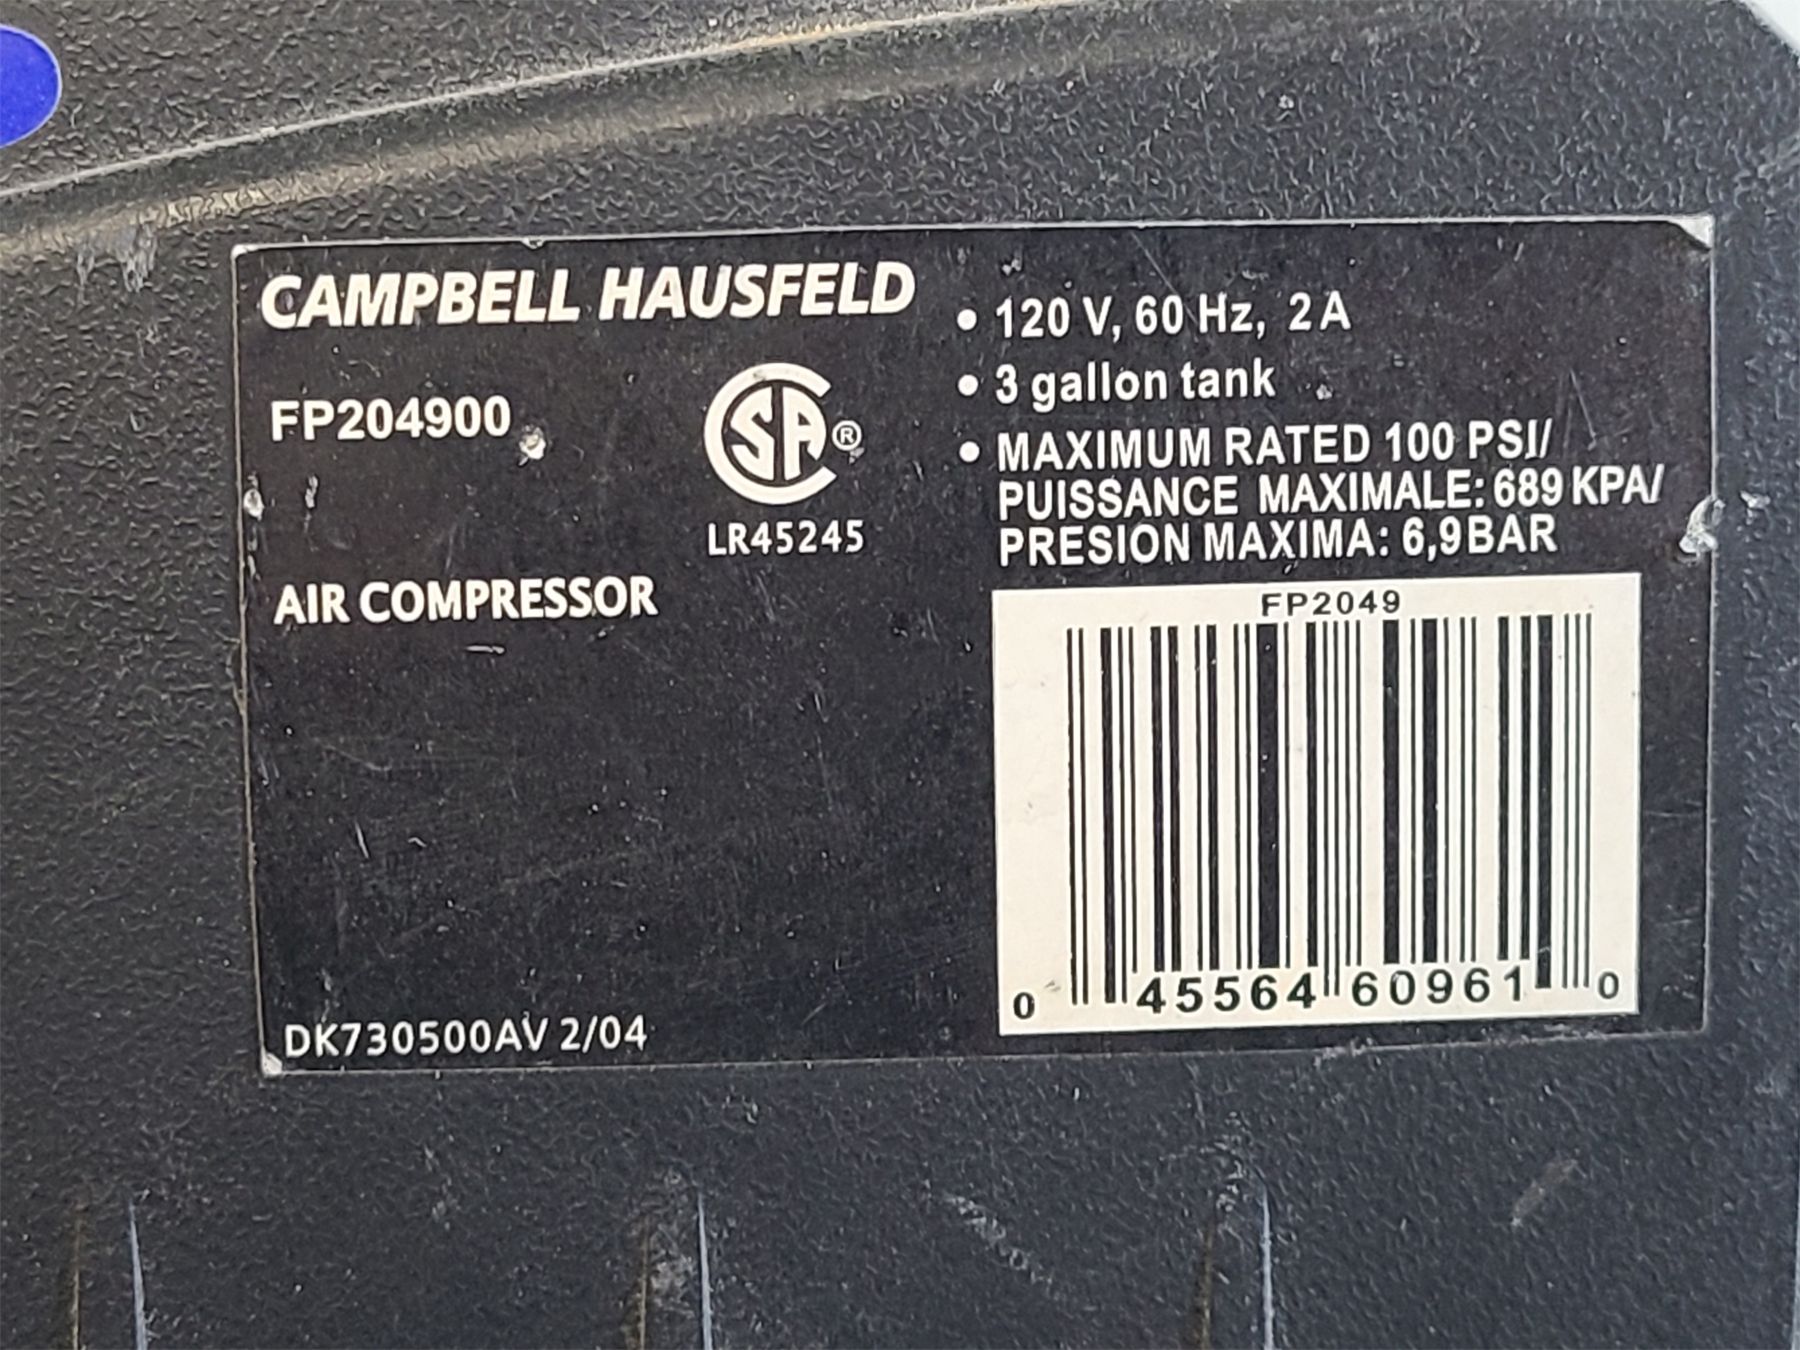 CAMPBELL HAUSFELD
FP204900
CSA®
LR45245
AIR COMPRESSOR
DK730500AV 2/04
• 120 V, 60 Hz, 2 A
• 3 gallon tank
• MAXIMUM RATED 100 PSI/
PUISSANCE MAXIMALE: 689 KPA/
PRESION MAXIMA: 6,9BAR
FP2049
0 45564 60961 0